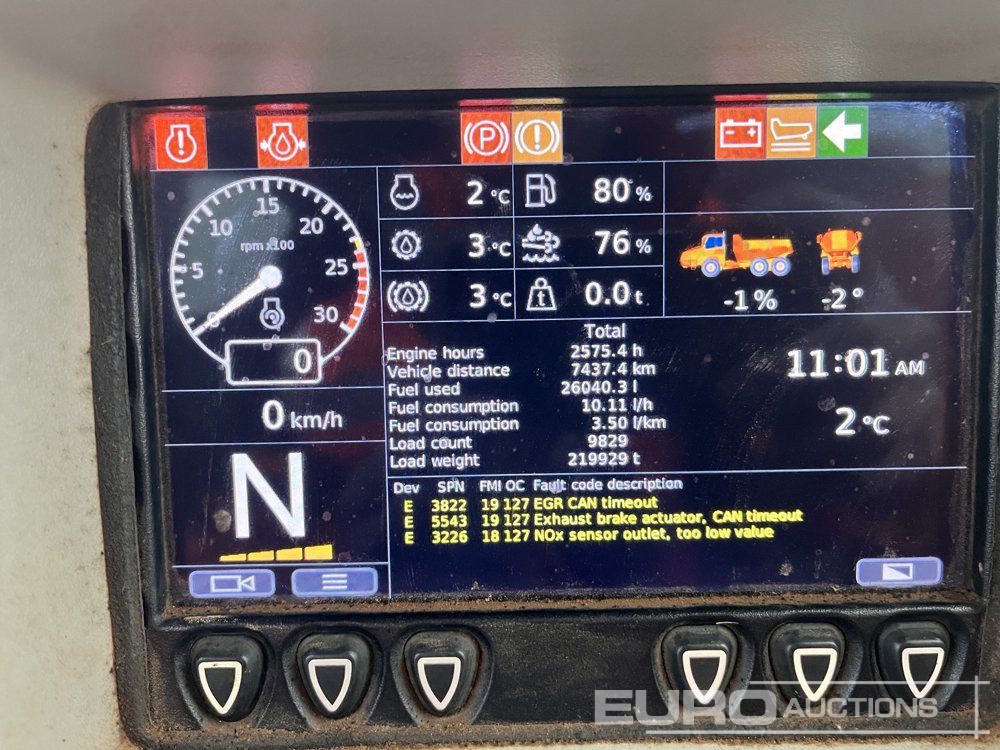 P
15
10 20
rpm x100
5 25
0 30
0
0 km/h
N
2 °C 80 %
3 °C 76 %
3 °C t 0.0 t
-1 % -2 °
Total
Engine hours 2575.4 h
Vehicle distance 7437.4 km
Fuel used 26040.3 l
Fuel consumption 10.11 l/h
Fuel consumption 3.50 l/km
Load count 9829
Load weight 219929 t
11:01 AM
2 °C
Dev SPN FMI OC Fault code description
E 3822 19 127 EGR CAN timeout
E 5543 19 127 Exhaust brake actuator, CAN timeout
E 3226 18 127 NOx sensor outlet, too low value
EURO AUCTIONS